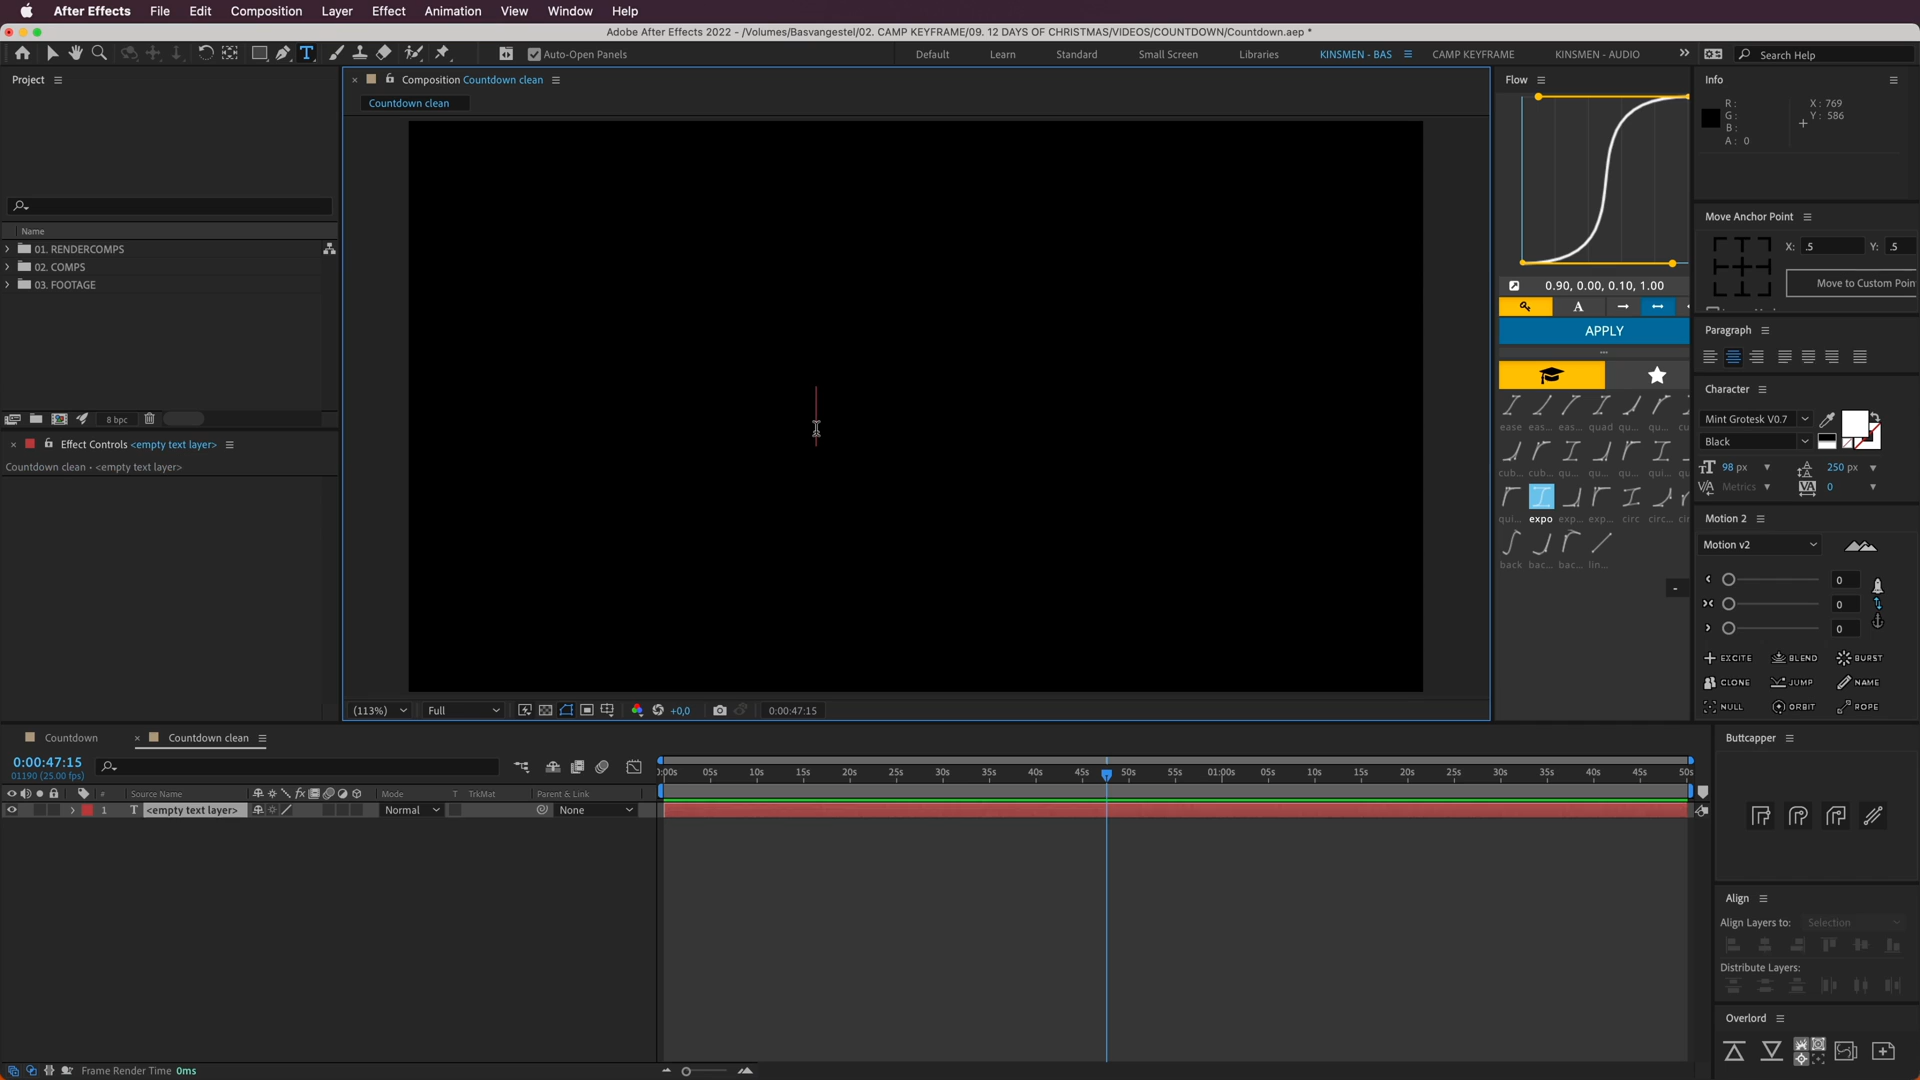 After Effects File Edit Composition Layer Effect Animation View Window Help
Adobe After Effects 2022 - /Volumes/Basvangestel/02. CAMP KEYFRAME/09. 12 DAYS OF CHRISTMAS/VIDEOS/COUNTDOWN/Countdown.aep *
Auto-Open Panels Default Learn Standard Small Screen Libraries KINSMEN - BAS CAMP KEYFRAME KINSMEN - AUDIO Search Help
Project
Name
01. RENDERCOMPS
02. COMPS
03. FOOTAGE
8 bpc
Effect Controls <empty text layer>
Countdown clean • <empty text layer>
Composition Countdown clean
Countdown clean
(113%) Full +0,0 0:00:47:15
Flow
0.90, 0.00, 0.10, 1.00
A
APPLY
ease eas... eas... quad qu... cu
cub... cub... qu... qu... qu... qui... qu
qui... expo exp... exp... circ circ... cir
back bac... bac... lin...
-
Info
R:
G:
B:
A: 0
X: 769
Y: 586
Move Anchor Point
X: .5 Y: .5
Move to Custom Poin
Paragraph
Character
Mint Grotesk V0.7
Black
98 px 250 px
Metrics 0
Motion 2
Motion v2
0
0
0
EXCITE BLEND BURST
CLONE JUMP NAME
NULL ORBIT ROPE
Countdown Countdown clean
0:00:47:15
01190 (25.00 fps)
# Source Name Mode T TrkMat Parent & Link
1 T <empty text layer> Normal None
:00s 05s 10s 15s 20s 25s 30s 35s 40s 45s 50s 55s 01:00s 05s 10s 15s 20s 25s 30s 35s 40s 45s 50s
Frame Render Time 0ms
Buttcapper
Align
Align Layers to: Selection
Distribute Layers:
Overlord